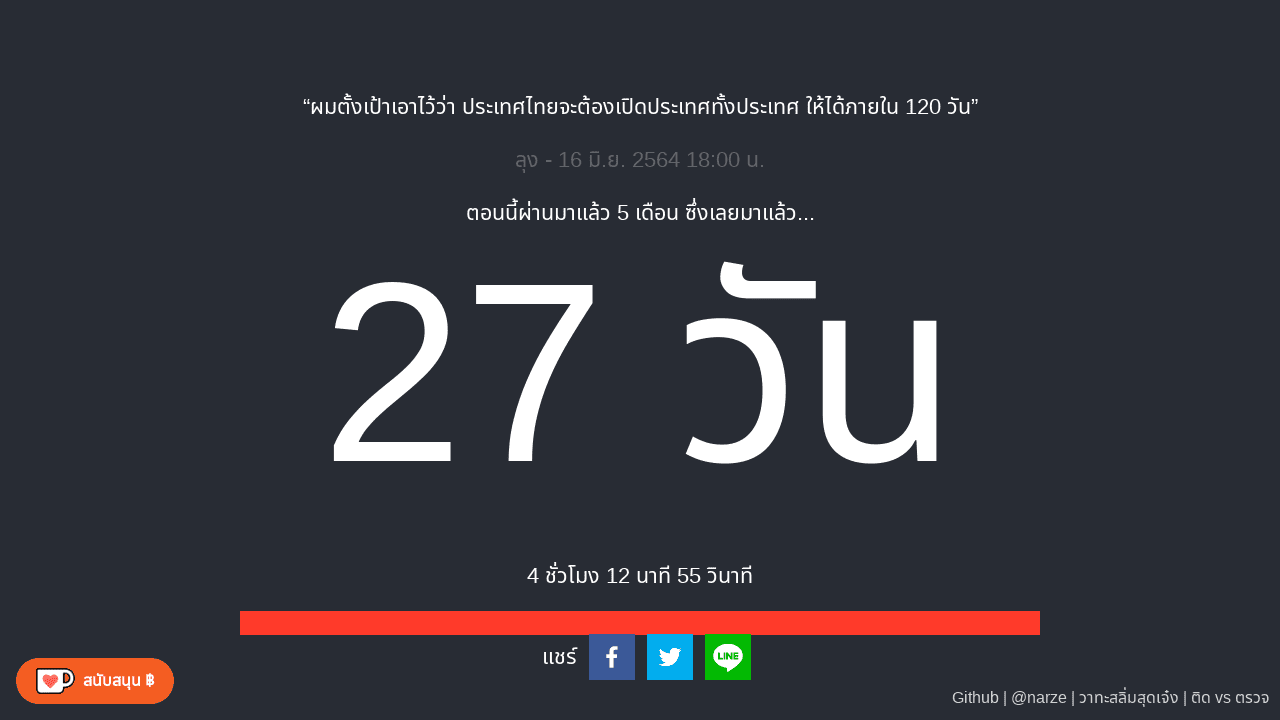 “ผมตั้งเป้าเอาไว้ว่า ประเทศไทยจะต้องเปิดประเทศทั้งประเทศ ให้ได้ภายใน 120 วัน”
ลุง - 16 มิ.ย. 2564 18:00 น.
ตอนนี้ผ่านมาแล้ว 5 เดือน ซึ่งเลยมาแล้ว...
27 วัน
4 ชั่วโมง 12 นาที 55 วินาที
แชร์
LINE
สนับสนุน ฿
Github | @narze | วาทะสลิ่มสุดเจ๋ง | ติด vs ตรวจ